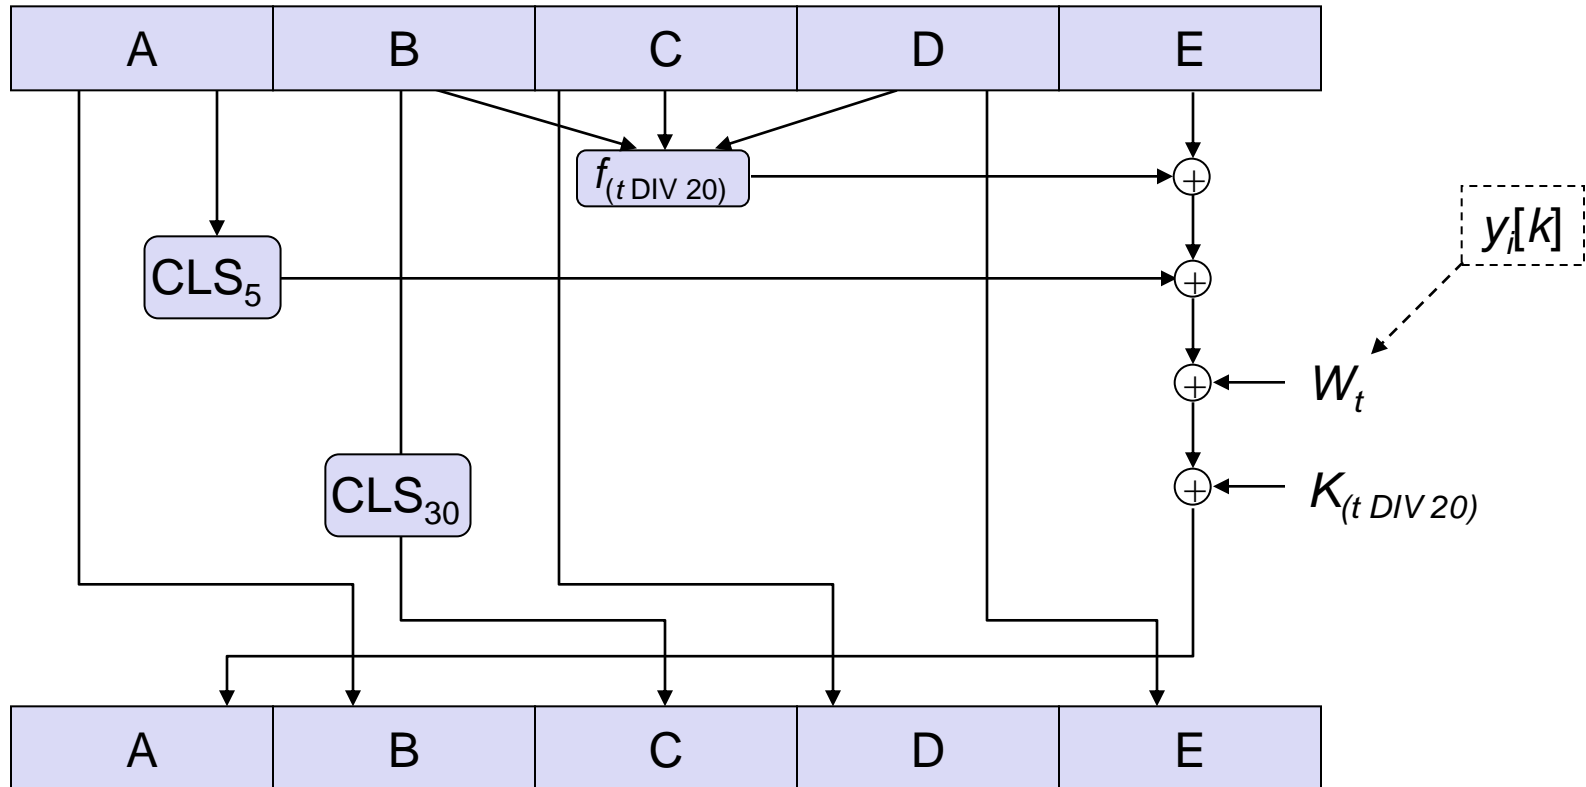 A B C D E
f(t DIV 20)
+
yi[k]
CLS5
+
+
Wt
CLS30
+
K(t DIV 20)
A B C D E